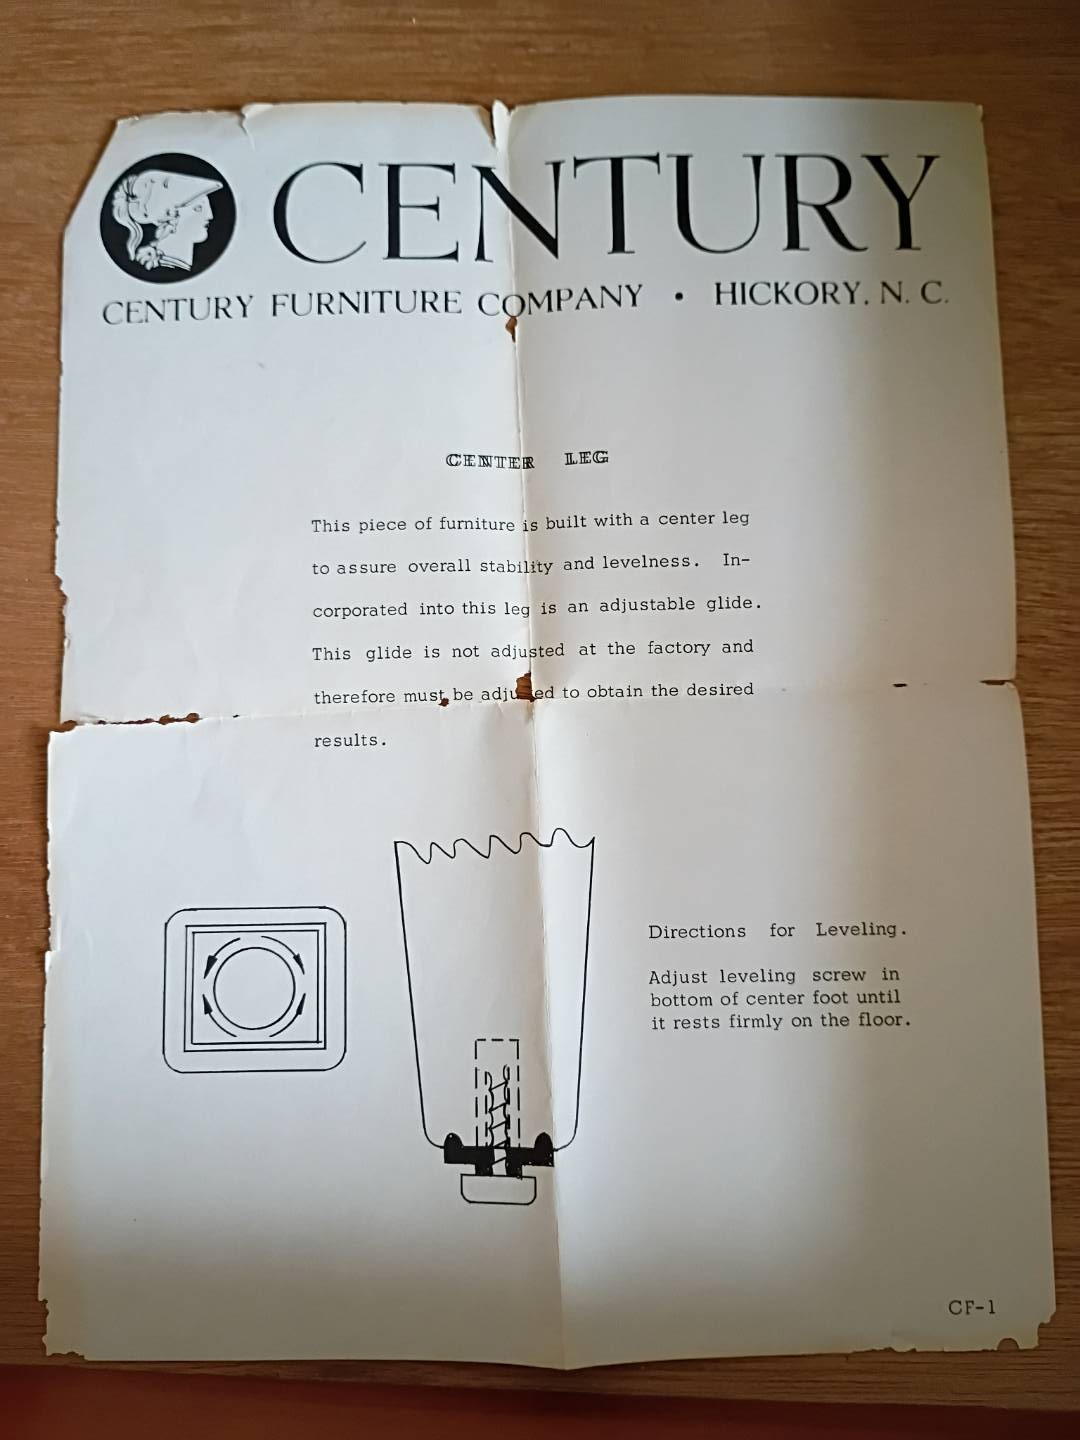 CENTURY
CENTURY FURNITURE COMPANY • HICKORY, N. C.
CENTER LEG
This piece of furniture is built with a center leg
to assure overall stability and levelness. In-
corporated into this leg is an adjustable glide.
This glide is not adjusted at the factory and
therefore must be adjusted to obtain the desired
results.
Directions for Leveling.
Adjust leveling screw in
bottom of center foot until
it rests firmly on the floor.
CF-1